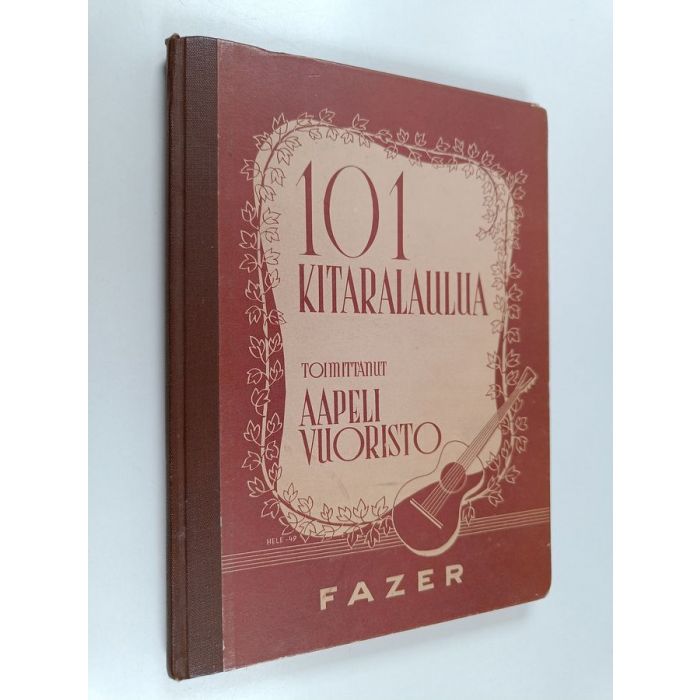 101
KITARALAULUA
TOIMITTANUT
AAPELI
VUORISTO
HELE -49
FAZER